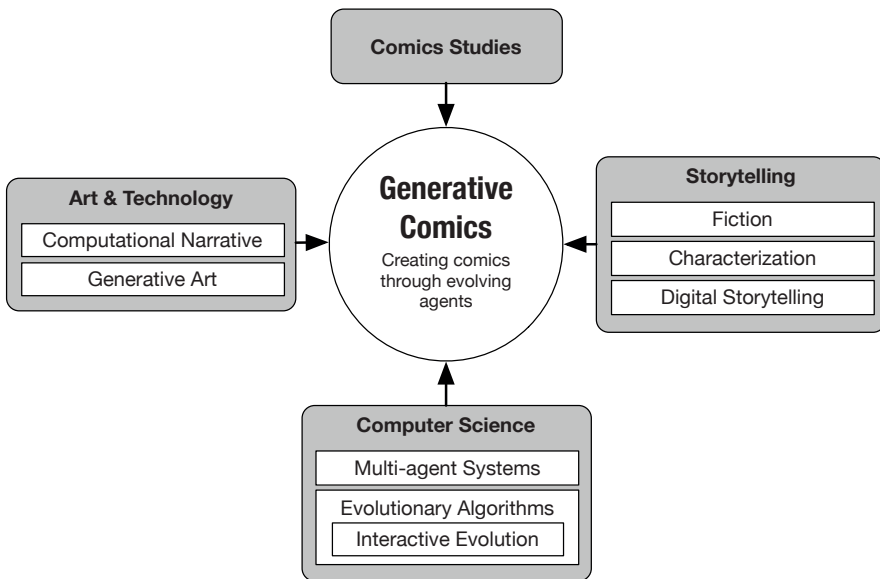 Comics Studies
Art & Technology
Computational Narrative
Generative Art
Generative
Comics
Creating comics
through evolving
agents
Storytelling
Fiction
Characterization
Digital Storytelling
Computer Science
Multi-agent Systems
Evolutionary Algorithms
Interactive Evolution